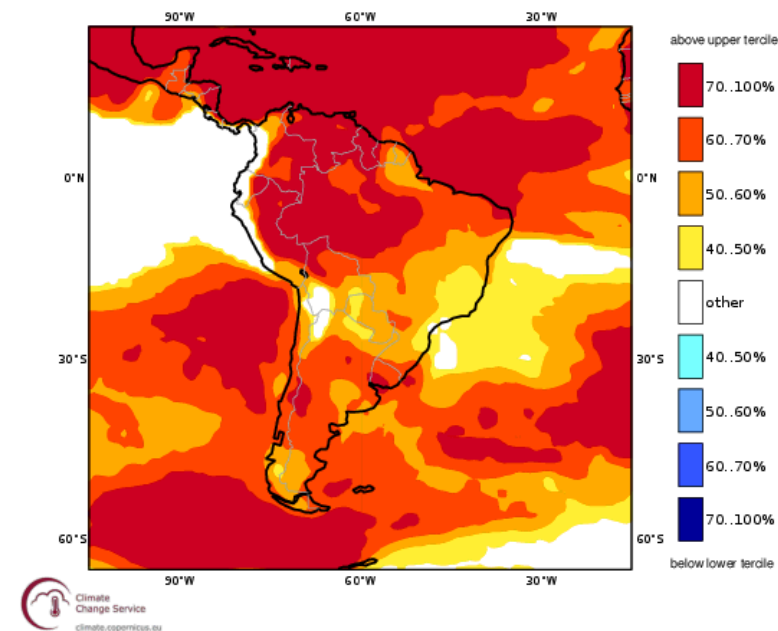 90°W 60°W 30°W
above upper tercile
70..100%
60..70%
0°N 0°N
50..60%
40..50%
other
30°S 30°S
40..50%
50..60%
60..70%
70..100%
60°S 60°S
below lower tercile
90°W 60°W 30°W
Climate
Change Service
climate.copernicus.eu